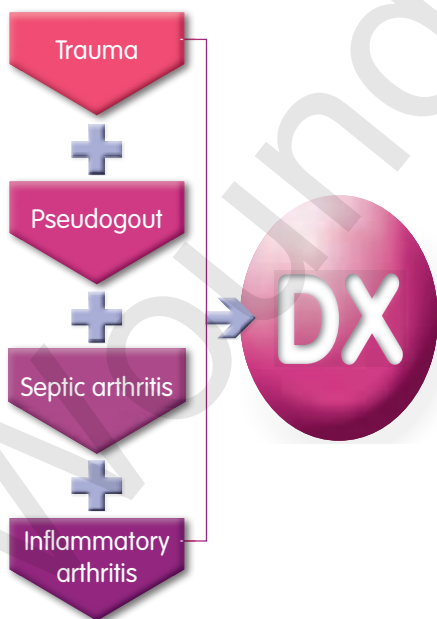 Trauma
Pseudogout
Septic arthritis
Inflammatory
arthritis
DX